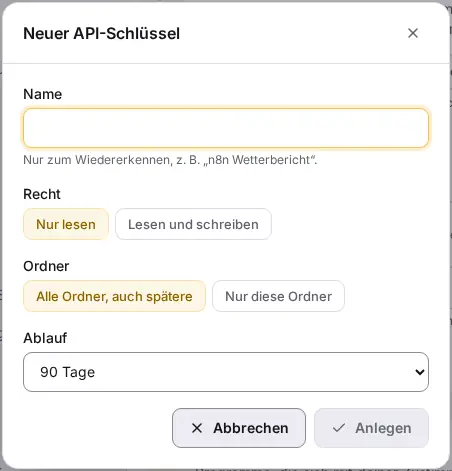 Neuer API-Schlüssel
Name
Nur zum Wiedererkennen, z. B. „n8n Wetterbericht“.
Recht
Nur lesen
Lesen und schreiben
Ordner
Alle Ordner, auch spätere
Nur diese Ordner
Ablauf
90 Tage
Abbrechen
Anlegen